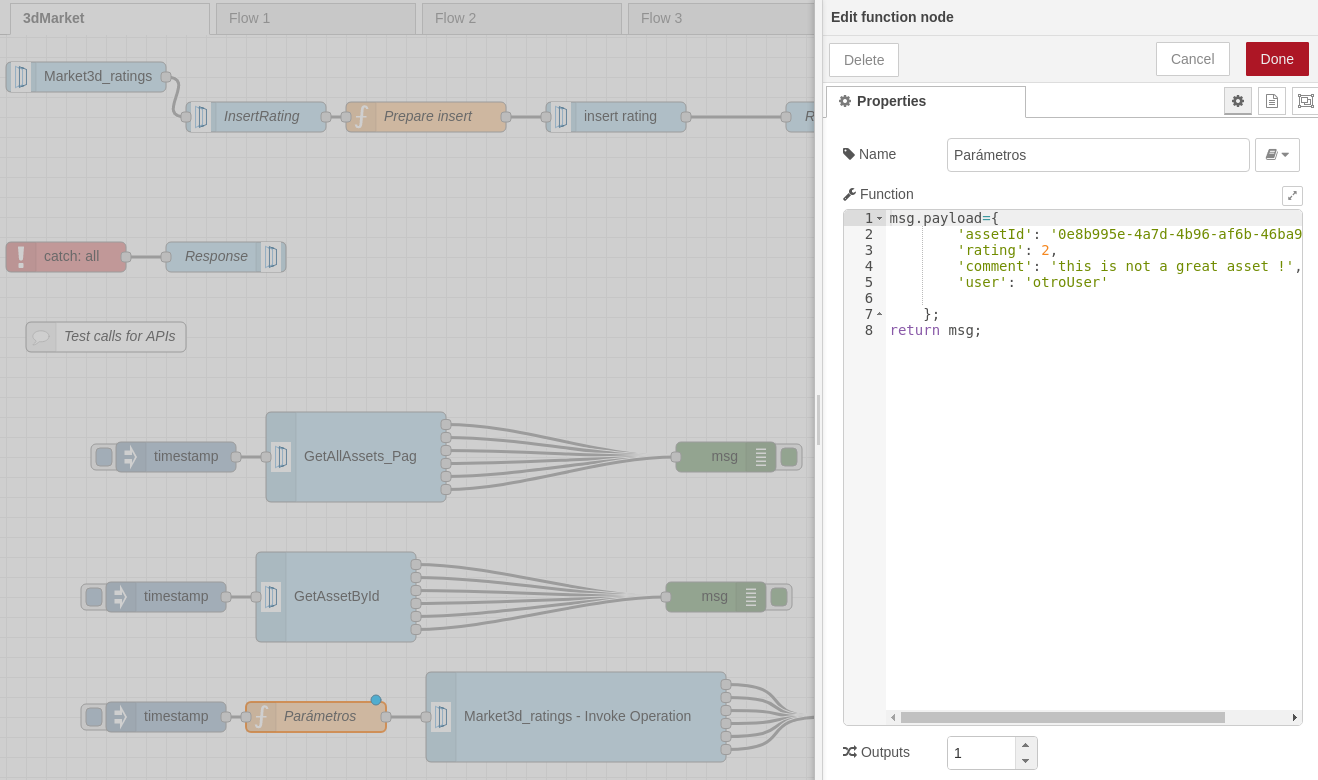 3dMarket
Flow 1
Flow 2
Flow 3
Market3d_ratings
InsertRating
Prepare insert
insert rating
R
catch: all
Response
Test calls for APIs
timestamp
GetAllAssets_Pag
msg
timestamp
GetAssetById
msg
timestamp
Parámetros
Market3d_ratings - Invoke Operation
Edit function node
Delete
Cancel
Done
Properties
Name
Parámetros
Function
1 msg.payload={
2 'assetId': '0e8b995e-4a7d-4b96-af6b-46ba9
3 'rating': 2,
4 'comment': 'this is not a great asset !',
5 'user': 'otroUser'
6
7 };
8 return msg;
Outputs
1